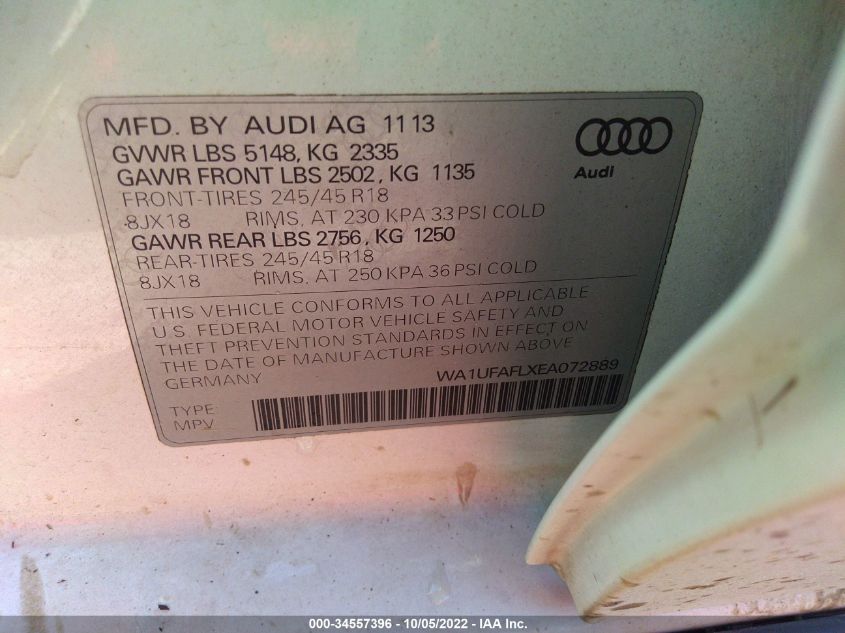 MFD. BY AUDI AG 11 13
GVWR LBS 5148, KG 2335
GAWR FRONT LBS 2502, KG 1135
FRONT-TIRES 245/45 R18
8JX18 RIMS, AT 230 KPA 33 PSI COLD
GAWR REAR LBS 2756, KG 1250
REAR-TIRES 245/45 R18
8JX18 RIMS, AT 250 KPA 36 PSI COLD
Audi
THIS VEHICLE CONFORMS TO ALL APPLICABLE
U.S. FEDERAL MOTOR VEHICLE SAFETY AND
THEFT PREVENTION STANDARDS IN EFFECT ON
THE DATE OF MANUFACTURE SHOWN ABOVE
GERMANY
WA1UFAFLXEA072889
TYPE
MPV
000-34557396 - 10/05/2022 - IAA Inc.